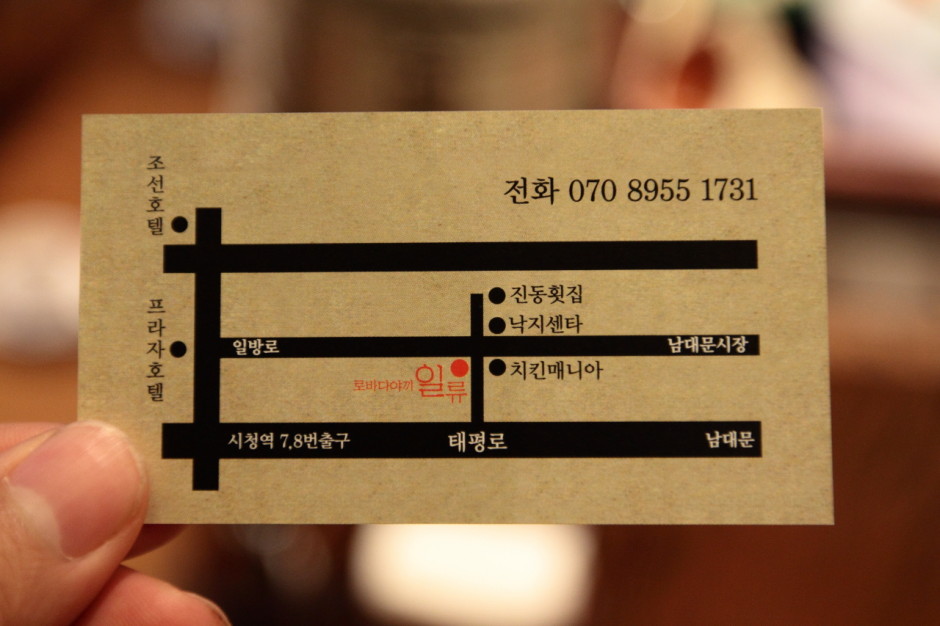 조선호텔
전화 070 8955 1731
프라자호텔
진동횟집
낙지센타
일방로
남대문시장
치킨매니아
로바다야끼 일류
시청역 7,8번출구
태평로
남대문